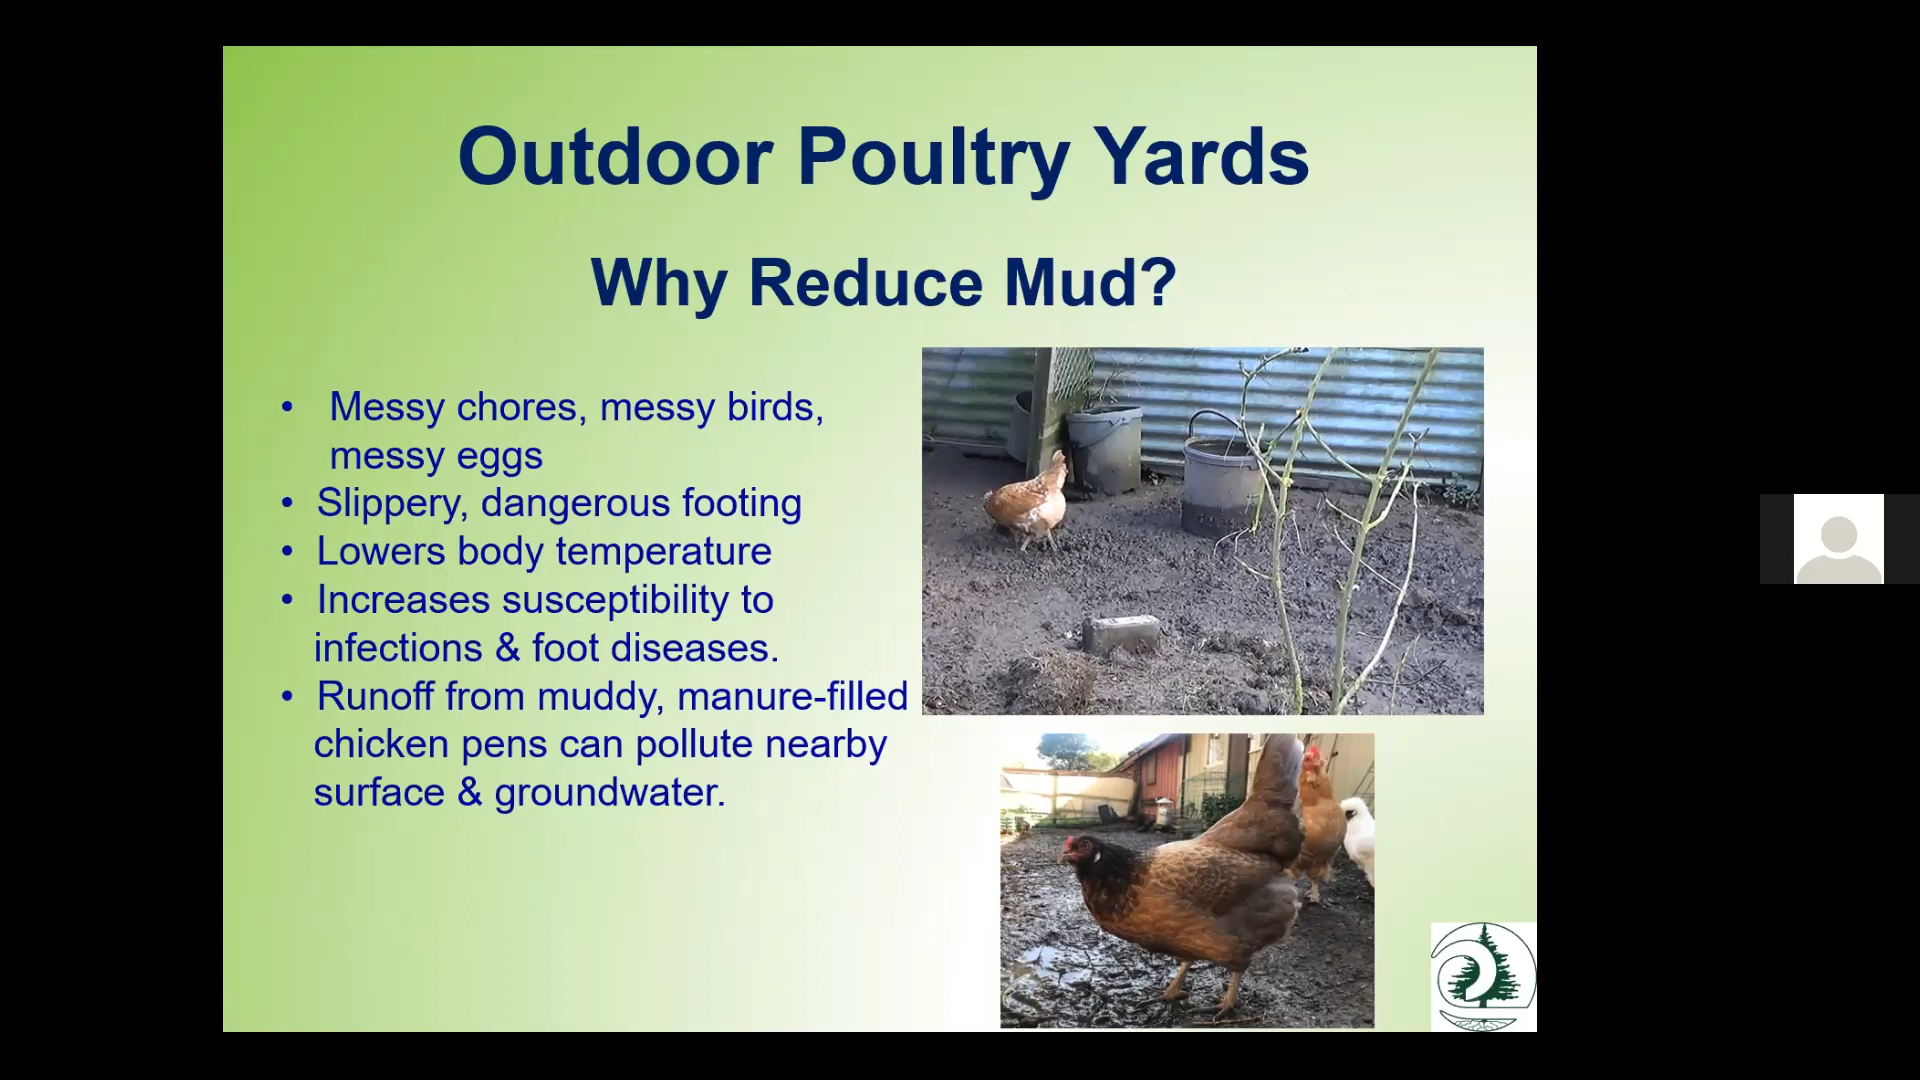 Outdoor Poultry Yards
Why Reduce Mud?
• Messy chores, messy birds,
messy eggs
• Slippery, dangerous footing
• Lowers body temperature
• Increases susceptibility to
infections & foot diseases.
• Runoff from muddy, manure-filled
chicken pens can pollute nearby
surface & groundwater.